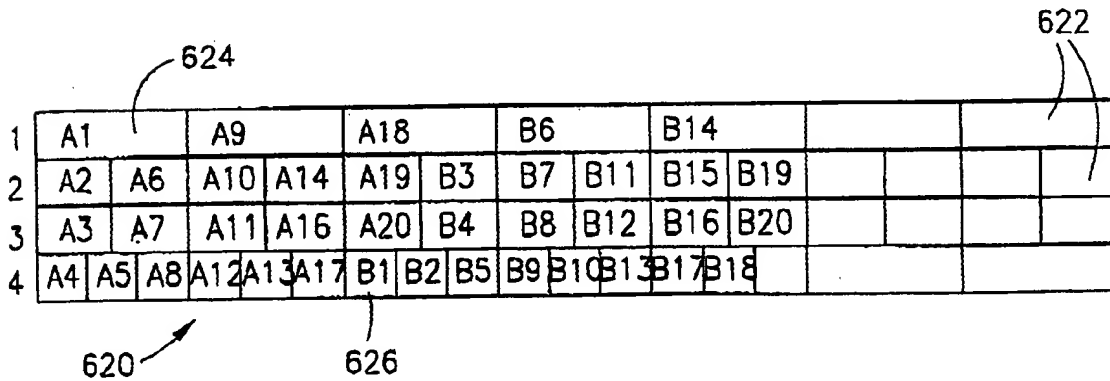 622
624
1 A1 A9 A18 B6 B14
2 A2 A6 A10 A14 A19 B3 B7 B11 B15 B19
3 A3 A7 A11 A16 A20 B4 B8 B12 B16 B20
4 A4 A5 A8 A12 A13 A17 B1 B2 B5 B9 B10 B13 B17 B18
620
626